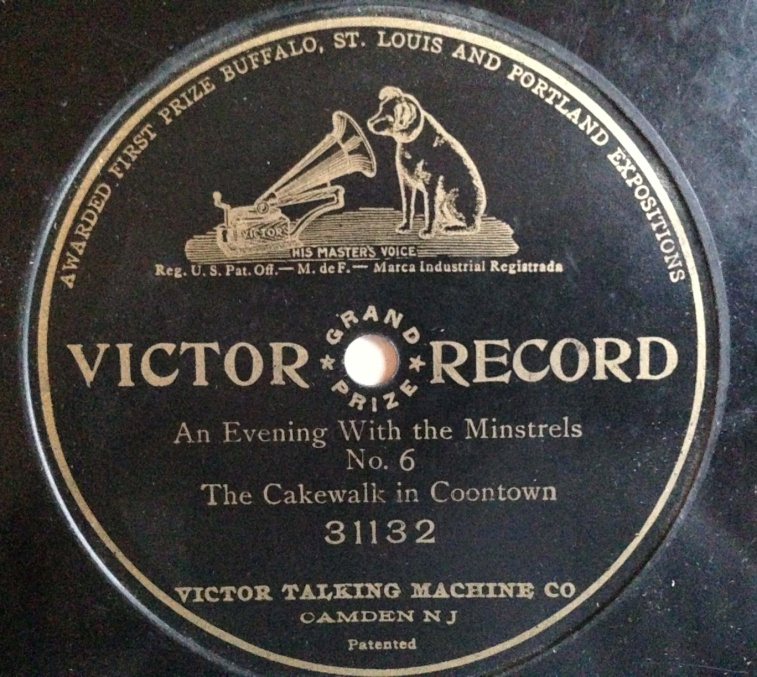 AWARDED FIRST PRIZE BUFFALO, ST. LOUIS AND PORTLAND EXPOSITIONS
VICTOR
HIS MASTER'S VOICE
Reg. U. S. Pat. Off. — M. de F. — Marca Industrial Registrada
GRAND
VICTOR RECORD
PRIZE
An Evening With the Minstrels
No. 6
The Cakewalk in Coontown
31132
VICTOR TALKING MACHINE CO
CAMDEN N J
Patented